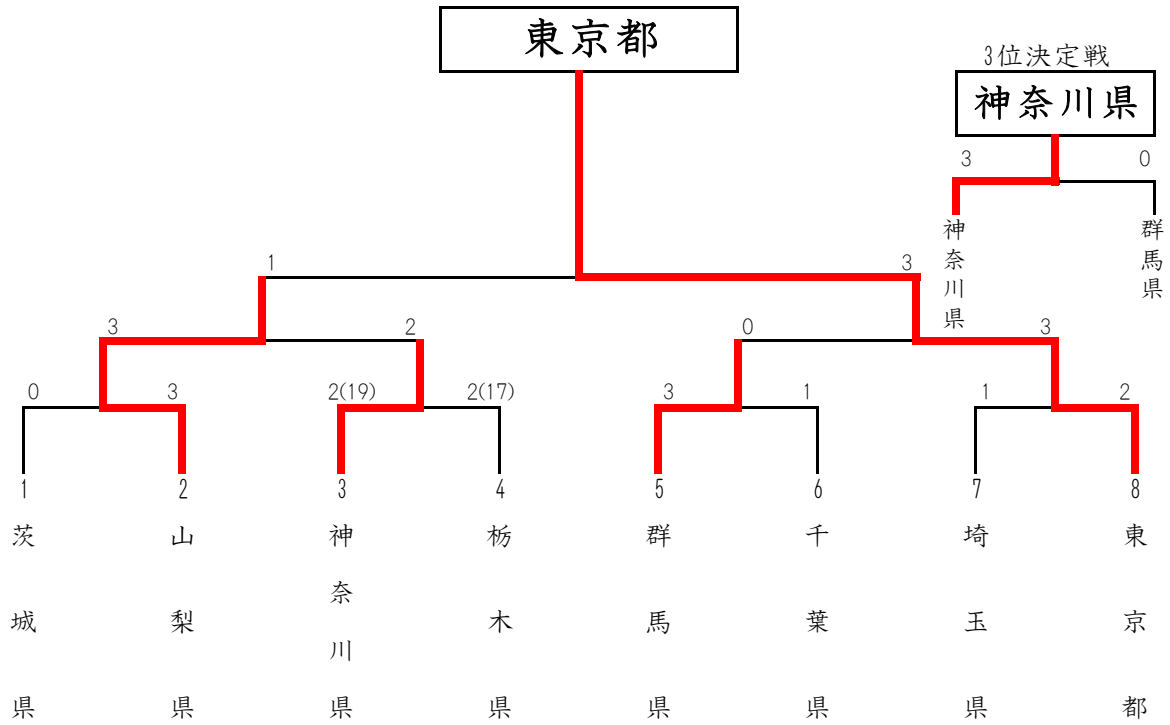 東京都
3位決定戦
神奈川県
3 0
神奈川県
群馬県
1 3
3 2 0 3
0 3 2(19) 2(17) 3 1 1 2
1 2 3 4 5 6 7 8
茨城県
山梨県
神奈川県
栃木県
群馬県
千葉県
埼玉県
東京都